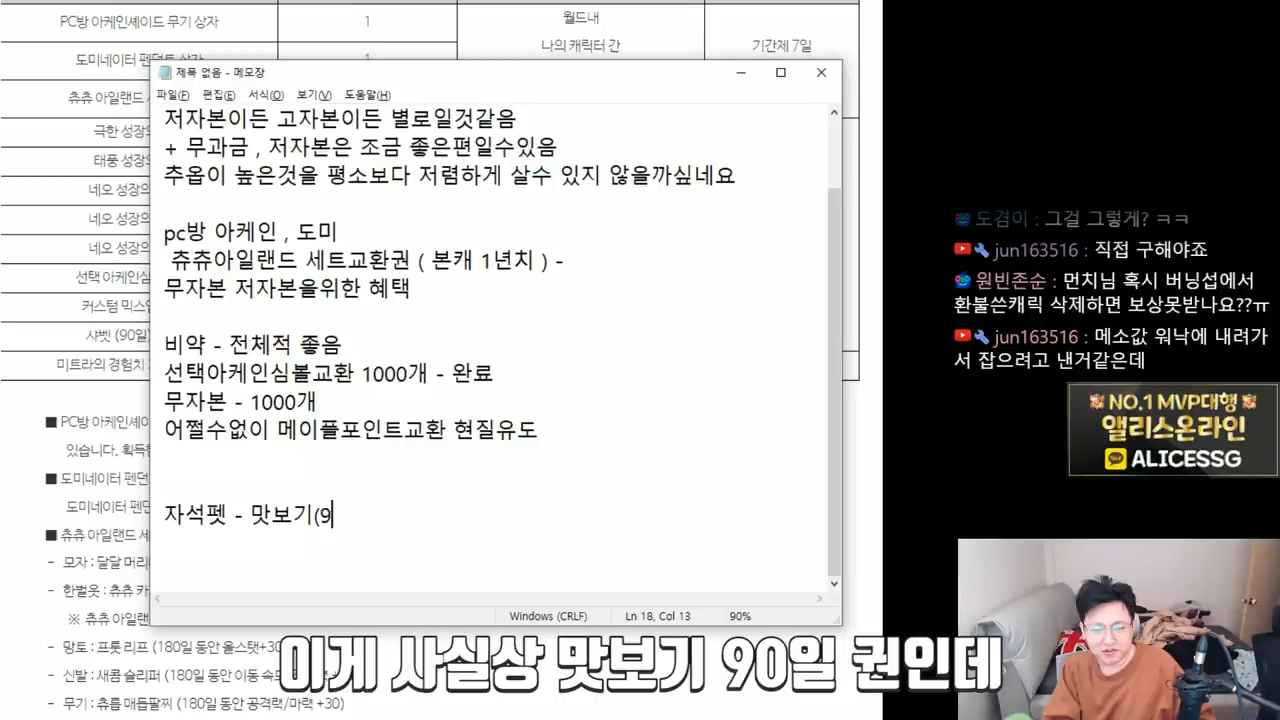 PC방 아케인셰이드 무기 상자
1
월드내
나의 캐릭터 간
기간제 7일
도미네이터 펜던트 상자
1
츄츄 아일랜드
극한 성장의
태풍 성장
네오 성장의
네오 성장의
네오 성장의
선택 아케인심
커스텀 믹스
샤벳 (90일)
미트라의 경험치
■ PC방 아케인셰이
있습니다. 획득한
■ 도미네이터 펜던
도미네이터 펜던
■ 츄츄 아일랜드 세
- 모자 : 달달 머리
- 한벌옷 : 츄츄 카
※ 츄츄 아일랜
- 망토 : 프룻 리프 (180일 동안 올스탯+30
- 신발 : 새콤 슬리퍼 (180일 동안 이동 속도
- 무기 : 츄릅 매듭팔찌 (180일 동안 공격력/마력 +30)
제목 없음 - 메모장
파일(F) 편집(E) 서식(O) 보기(V) 도움말(H)
저자본이든 고자본이든 별로일것같음
+ 무과금 , 저자본은 조금 좋은편일수있음
추옵이 높은것을 평소보다 저렴하게 살수 있지 않을까싶네요
pc방 아케인 , 도미
츄츄아일랜드 세트교환권 ( 본캐 1년치 ) -
무자본 저자본을위한 혜택
비약 - 전체적 좋음
선택아케인심볼교환 1000개 - 완료
무자본 - 1000개
어쩔수없이 메이플포인트교환 현질유도
자석펫 - 맛보기(9
Windows (CRLF)
Ln 18, Col 13
90%
도겸이 : 그걸 그렇게? ㅋㅋ
jun163516 : 직접 구해야죠
원빈존순 : 먼치님 혹시 버닝섭에서
환불쓴캐릭 삭제하면 보상못받나요??ㅠ
jun163516 : 메소값 워낙에 내려가
서 잡으려고 낸거같은데
NO.1 MVP대행
앨리스온라인
TALK
ALICESSG
이게 사실상 맛보기 90일 권인데